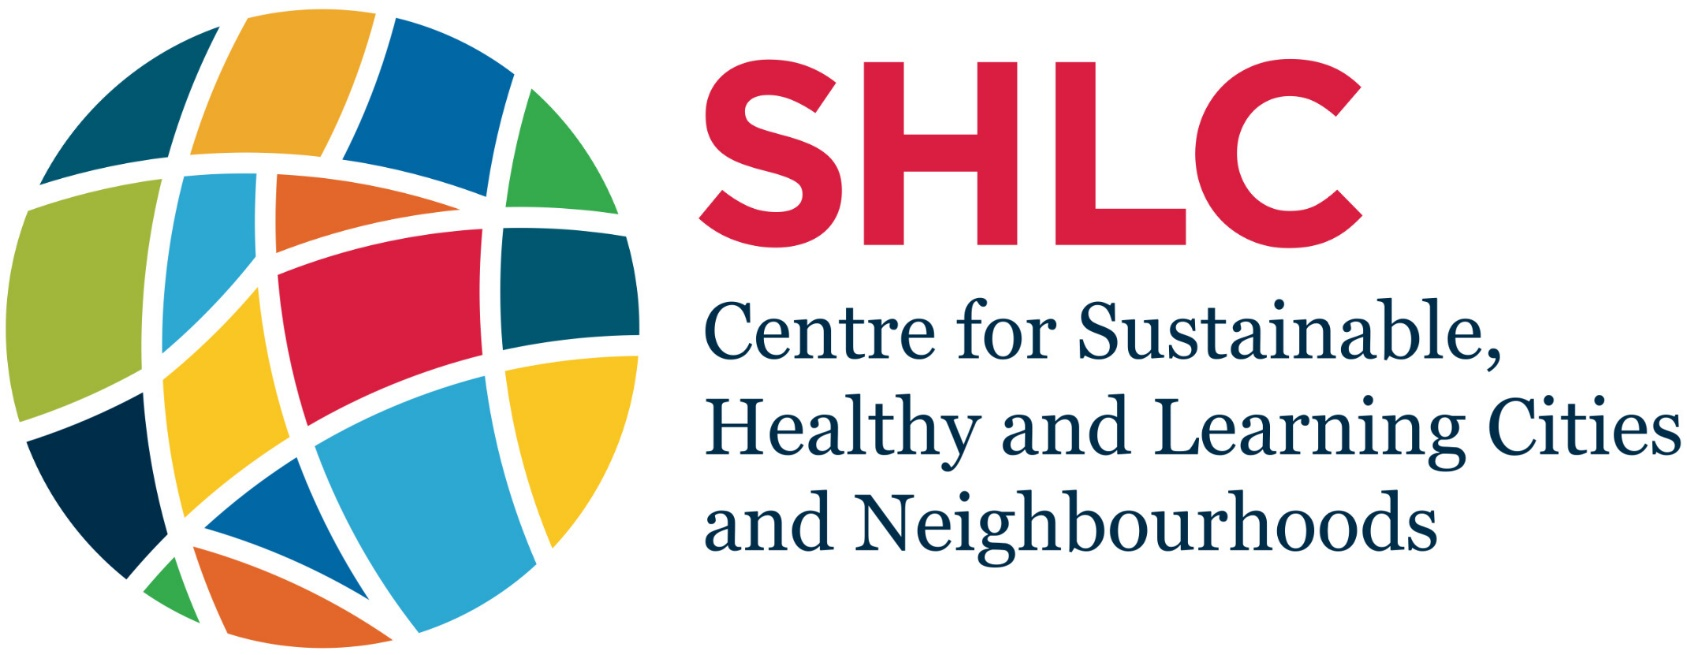 SHLC
Centre for Sustainable,
Healthy and Learning Cities
and Neighbourhoods